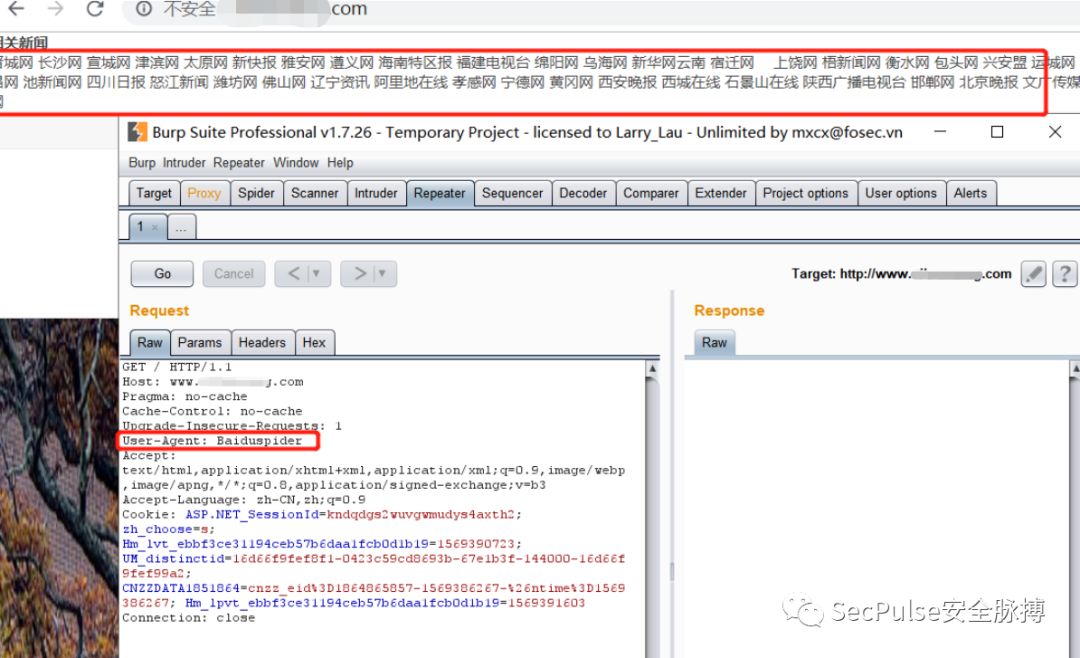 不安全 com
相关新闻
城网 长沙网 宣城网 津滨网 太原网 新快报 雅安网 遵义网 海南特区报 福建电视台 绵阳网 乌海网 新华网云南 宿迁网 上饶网 梧新闻网 衡水网 包头网 兴安盟 运城网
网 池新闻网 四川日报 怒江新闻 潍坊网 佛山网 辽宁资讯 阿里地在线 孝感网 宁德网 黄冈网 西安晚报 西城在线 石景山在线 陕西广播电视台 邯郸网 北京晚报 文广传媒
网
Burp Suite Professional v1.7.26 - Temporary Project - licensed to Larry_Lau - Unlimited by mxcx@fosec.vn
Burp Intruder Repeater Window Help
Target Proxy Spider Scanner Intruder Repeater Sequencer Decoder Comparer Extender Project options User options Alerts
1 × ...
Go Cancel < > Target: http://www. .com ?
Request Response
Raw Params Headers Hex Raw
GET / HTTP/1.1
Host: www. .com
Pragma: no-cache
Cache-Control: no-cache
Upgrade-Insecure-Requests: 1
User-Agent: Baiduspider
Accept:
text/html,application/xhtml+xml,application/xml;q=0.9,image/webp
,image/apng,*/*;q=0.8,application/signed-exchange;v=b3
Accept-Language: zh-CN,zh;q=0.9
Cookie: ASP.NET_SessionId=kndqdgs2wuvgwmudys4axth2;
zh_choose=s;
Hm_lvt_ebbf3ce31194ceb57b6daa1fcb0d1b19=1569390723;
UM_distinctid=16d66f9fef8f1-0423c59cd8693b-67e1b3f-144000-16d66f
9fef99a2;
CNZZDATA1851864=cnzz_eid%3D1864865857-1569386267-%26ntime%3D1569
386267; Hm_lpvt_ebbf3ce31194ceb57b6daa1fcb0d1b19=1569391603
Connection: close
SecPulse安全脉搏